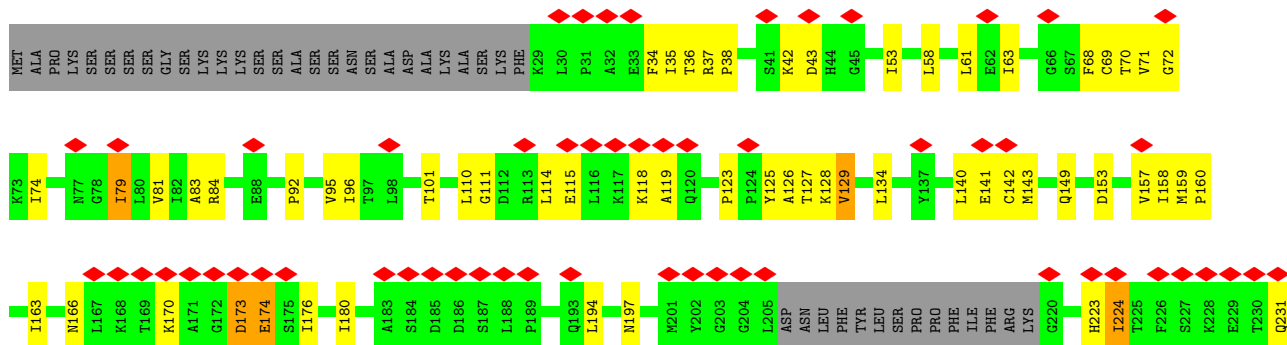 MET ALA PRO LYS SER SER SER SER GLY SER LYS LYS LYS SER SER ALA SER SER ASN SER ALA ASP ALA LYS ALA SER LYS PHE K29 L30 P31 A32 E33 F34 I35 T36 R37 P38 S41 K42 D43 H44 G45 I53 L58 L61 E62 I63 G66 S67 F68 C69 T70 V71 G72
K73 I74 N77 G78 I79 L80 V81 I82 A83 R84 E88 P92 V95 I96 T97 L98 T101 L110 G111 D112 R113 L114 E115 L116 K117 K118 A119 Q120 P123 P124 Y125 A126 T127 K128 V129 L134 Y137 L140 E141 C142 M143 Q149 D153 V157 I158 M159 P160
I163 N166 L167 K168 T169 K170 A171 G172 D173 E174 S175 I176 I180 A183 S184 D185 D186 S187 L188 P189 Q193 L194 N197 M201 Y202 G203 G204 L205 ASP ASN LEU PHE TYR LEU SER PRO PRO PHE ILE PHE ARG LYS G220 H223 I224 T225 F226 S227 K228 E229 T230 Q231